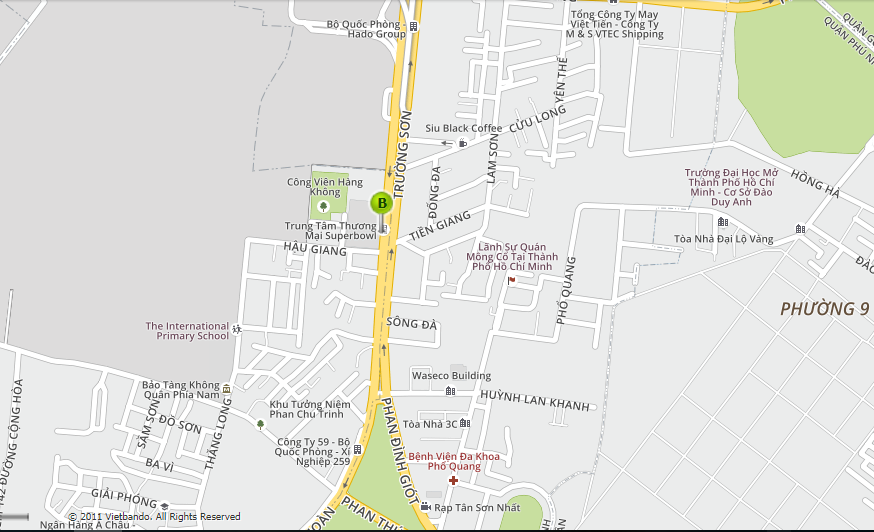 Bộ Quốc Phòng -
Hado Group
Tổng Công Ty May
Việt Tiến - Công Ty
M & S VTEC Shipping
QUÂN PHÚ N
YÊN THẾ
CỬU LONG
Siu Black Coffee
TRƯỜNG SƠN
LAM SƠN
ĐỐNG ĐA
Công Viên Hàng
Không
B
Trường Đại Học Mở
Thành Phố Hồ Chí
Minh - Cơ Sở Đào
Duy Anh
HỒNG HÀ
Trung Tâm Thương
Mại Superbowl
TIỀN GIANG
HẬU GIANG
Lãnh Sự Quán
Mông Cổ Tại Thành
Phố Hồ Chí Minh
Tòa Nhà Đại Lộ Vàng
PHỔ QUANG
PHƯỜNG 9
The International
Primary School
SÔNG ĐÀ
Waseco Building
HUỲNH LAN KHANH
Bảo Tàng Không
Quân Phía Nam
Khu Tưởng Niệm
Phan Chu Trinh
PHAN ĐÌNH GIÓT
Tòa Nhà 3C
SẦM SƠN
ĐỒ SƠN
THĂNG LONG
BA VÌ
142 ĐƯỜNG CỘNG HÒA
Công Ty 59 - Bộ
Quốc Phòng - Xí
Nghiệp 259
Bệnh Viện Đa Khoa
Phổ Quang
GIẢI PHÓNG
Rạp Tân Sơn Nhất
PHAN THÚ
HOÀN
© 2011 Vietbando. All Rights Reserved
Ngân Hàng Á Châu -